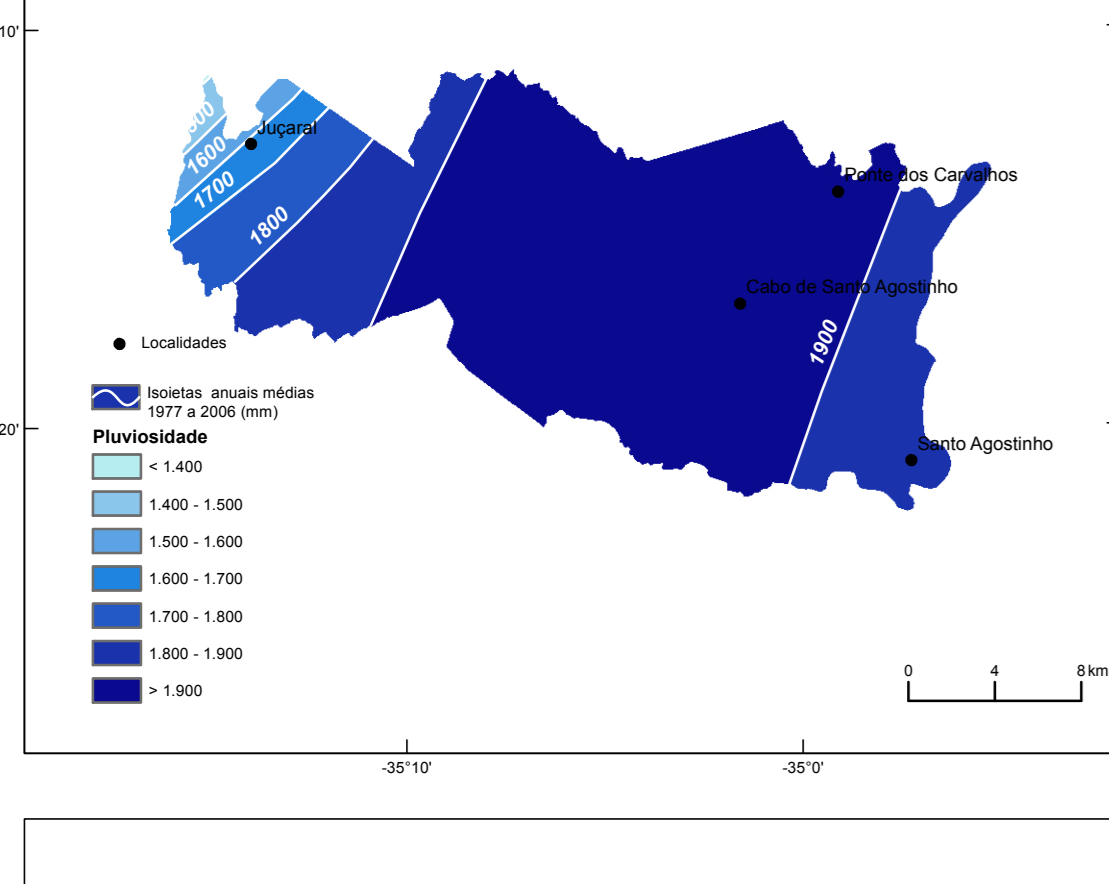 10'
Juçaral
1600
1700
1800
Ponte dos Carvalhos
Cabo de Santo Agostinho
1900
Santo Agostinho
20'
Localidades
Isoietas anuais médias
1977 a 2006 (mm)
Pluviosidade
< 1.400
1.400 - 1.500
1.500 - 1.600
1.600 - 1.700
1.700 - 1.800
1.800 - 1.900
> 1.900
0 4 8 km
-35°10' -35°0'